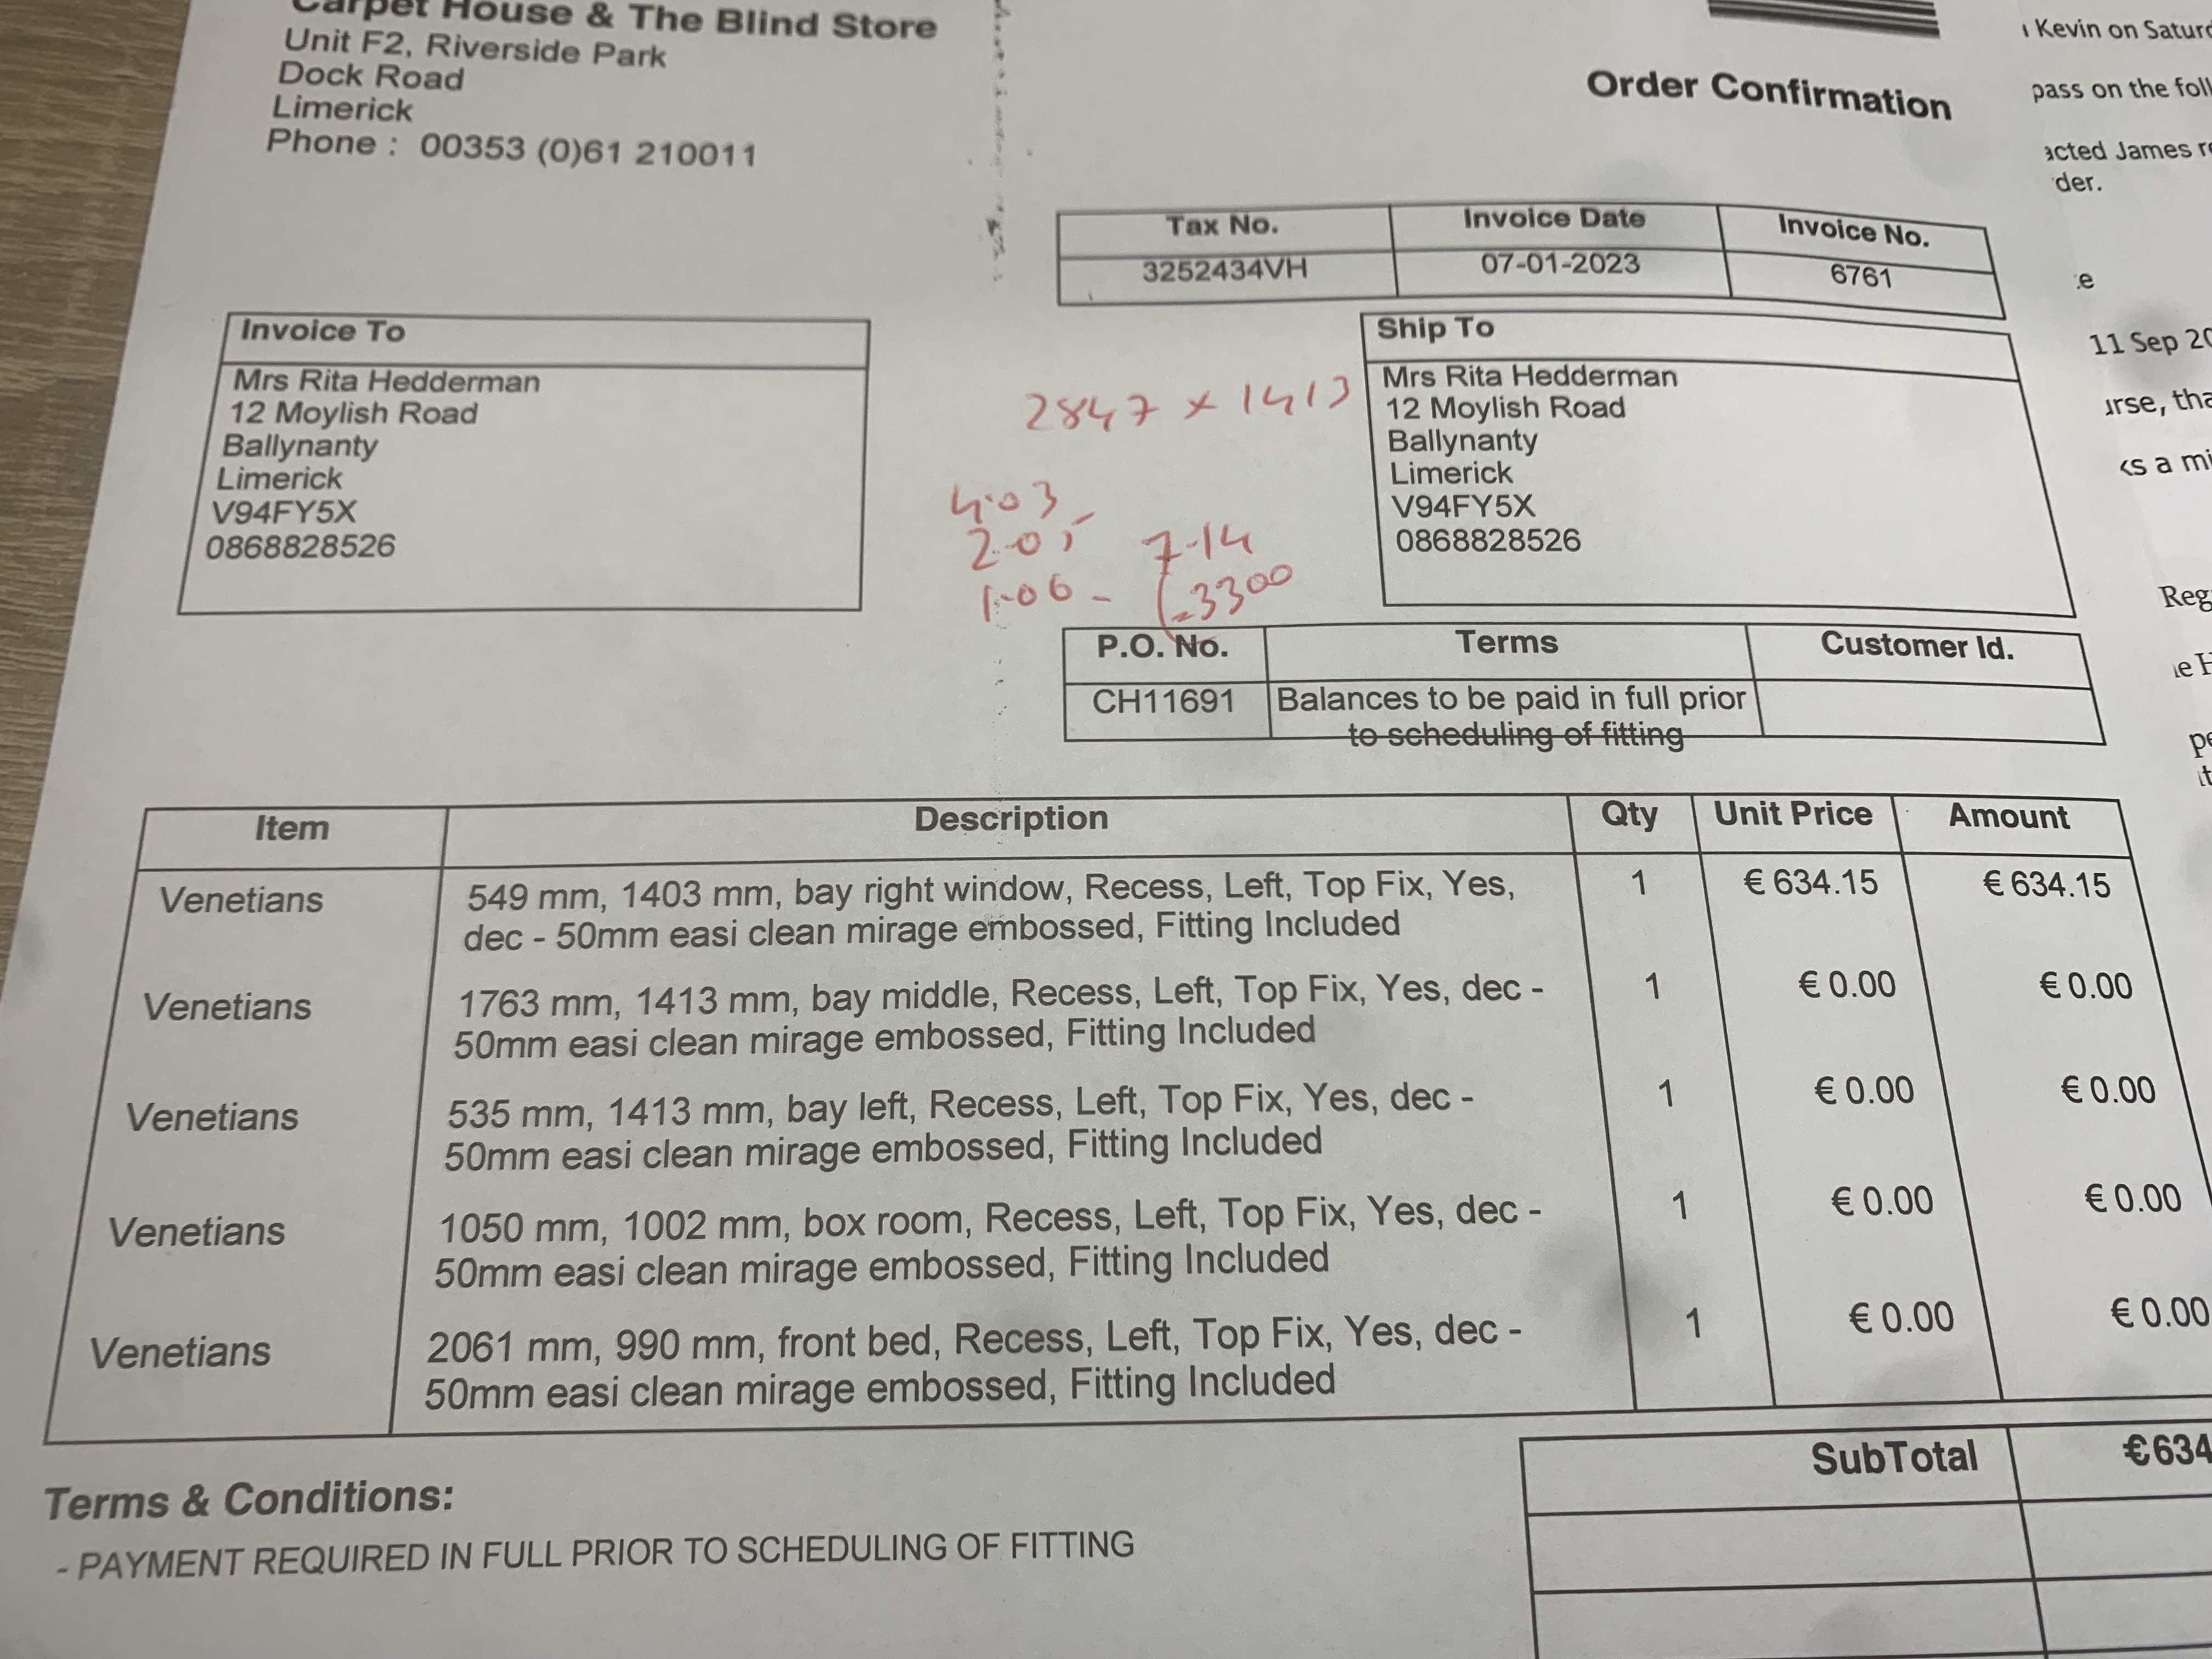 Carpet House & The Blind Store
Unit F2, Riverside Park
Dock Road
Limerick
Phone : 00353 (0)61 210011
Order Confirmation
Tax No. Invoice Date Invoice No.
3252434VH 07-01-2023 6761
Invoice To
Mrs Rita Hedderman
12 Moylish Road
Ballynanty
Limerick
V94FY5X
0868828526
2847 x 1413
4.03
2.05
1.06 -
7.14
3300
Ship To
Mrs Rita Hedderman
12 Moylish Road
Ballynanty
Limerick
V94FY5X
0868828526
P.O. No. Terms Customer Id.
CH11691 Balances to be paid in full prior
to scheduling of fitting
Item Description Qty Unit Price Amount
Venetians 549 mm, 1403 mm, bay right window, Recess, Left, Top Fix, Yes, 1 € 634.15 € 634.15
dec - 50mm easi clean mirage embossed, Fitting Included
Venetians 1763 mm, 1413 mm, bay middle, Recess, Left, Top Fix, Yes, dec - 1 € 0.00 € 0.00
50mm easi clean mirage embossed, Fitting Included
Venetians 535 mm, 1413 mm, bay left, Recess, Left, Top Fix, Yes, dec - 1 € 0.00 € 0.00
50mm easi clean mirage embossed, Fitting Included
Venetians 1050 mm, 1002 mm, box room, Recess, Left, Top Fix, Yes, dec - 1 € 0.00 € 0.00
50mm easi clean mirage embossed, Fitting Included
Venetians 2061 mm, 990 mm, front bed, Recess, Left, Top Fix, Yes, dec - 1 € 0.00 € 0.00
50mm easi clean mirage embossed, Fitting Included
SubTotal €634
Terms & Conditions:
- PAYMENT REQUIRED IN FULL PRIOR TO SCHEDULING OF FITTING
Kevin on
pass on the
James
der.
11 Sep
a